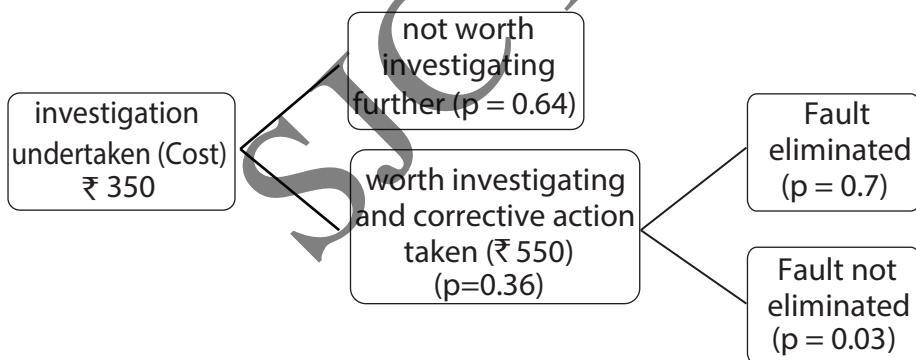 investigation
undertaken (Cost)
₹ 350
not worth
investigating
further (p = 0.64)
worth investigating
and corrective action
taken (₹ 550)
(p=0.36)
Fault
eliminated
(p = 0.7)
Fault not
eliminated
(p = 0.03)
SJC